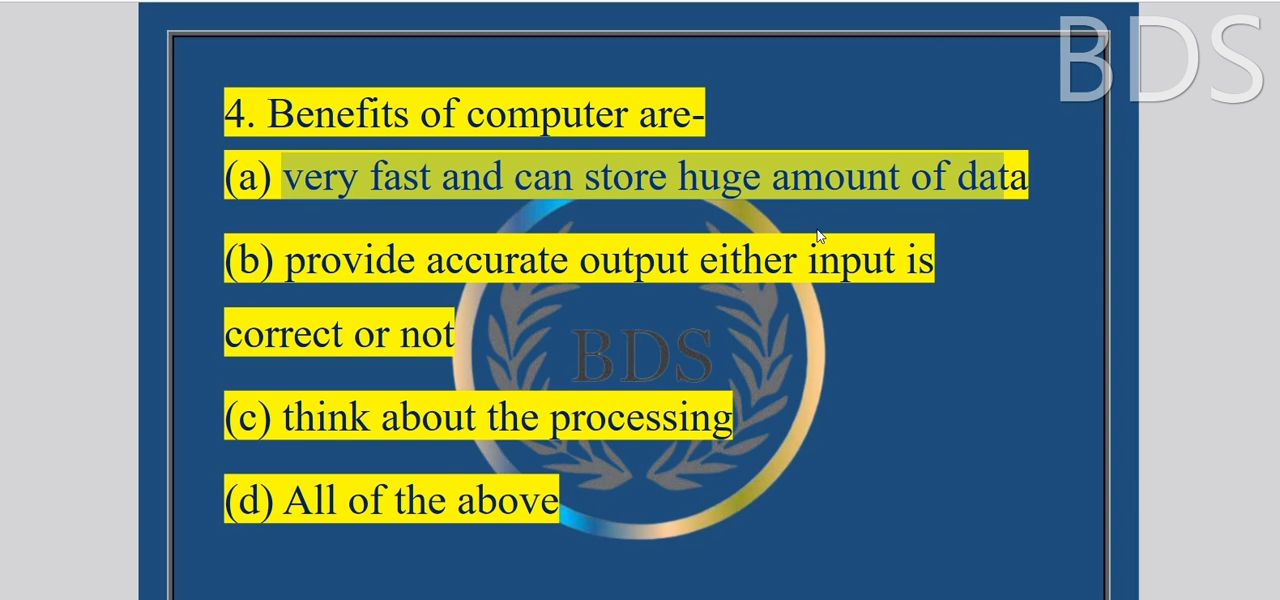 BDS
4. Benefits of computer are-
(a) very fast and can store huge amount of data
(b) provide accurate output either input is
correct or not
BDS
(c) think about the processing
(d) All of the above